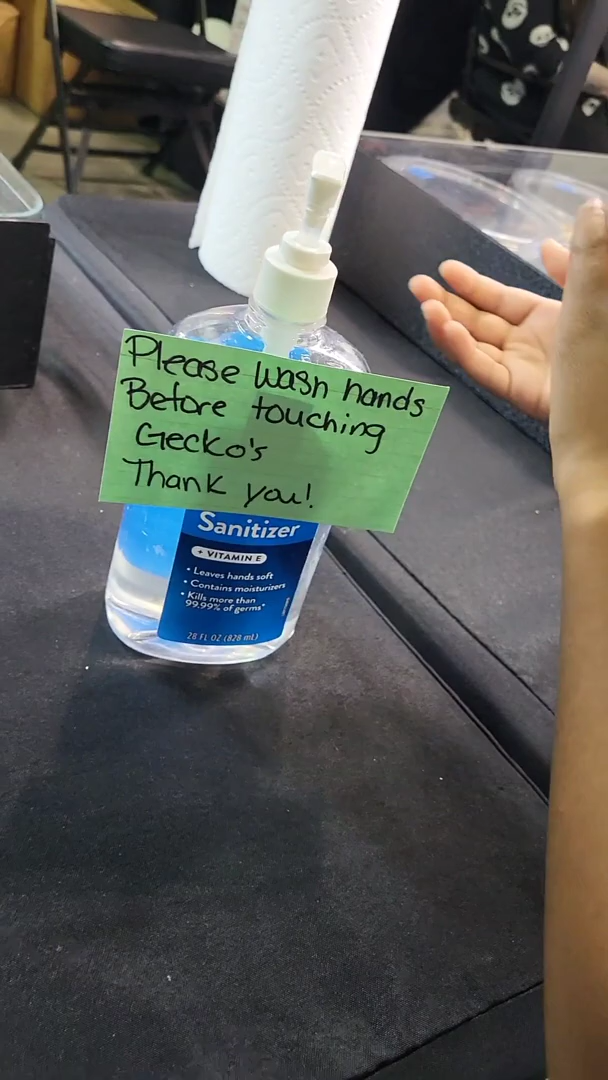 Please wash hands
Before touching
Gecko's
Thank you!
Sanitizer
+ VITAMIN E
• Leaves hands soft
• Contains moisturizers
• Kills more than
99.99% of germs*
28 FL OZ (828 mL)